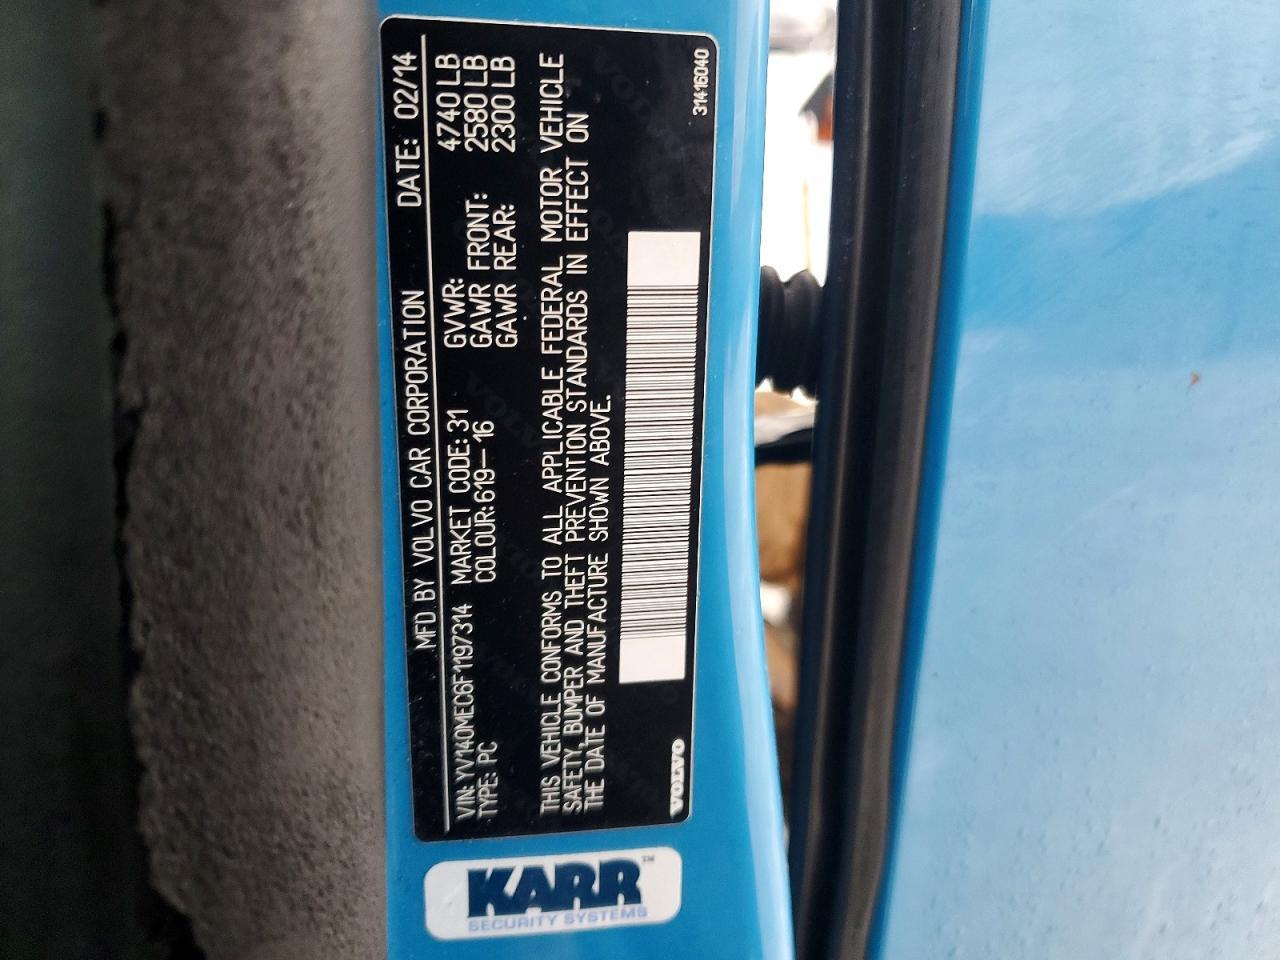 MFD BY VOLVO CAR CORPORATION DATE: 02/14
VIN: YV140MEC6F1197314 MARKET CODE: 31 GVWR: 4740 LB
TYPE: PC COLOUR: 619-16 GAWR FRONT: 2580 LB
GAWR REAR: 2300 LB
THIS VEHICLE CONFORMS TO ALL APPLICABLE FEDERAL MOTOR VEHICLE
SAFETY, BUMPER AND THEFT PREVENTION STANDARDS IN EFFECT ON
THE DATE OF MANUFACTURE SHOWN ABOVE.
VOLVO 31416040
KARR™
SECURITY SYSTEMS